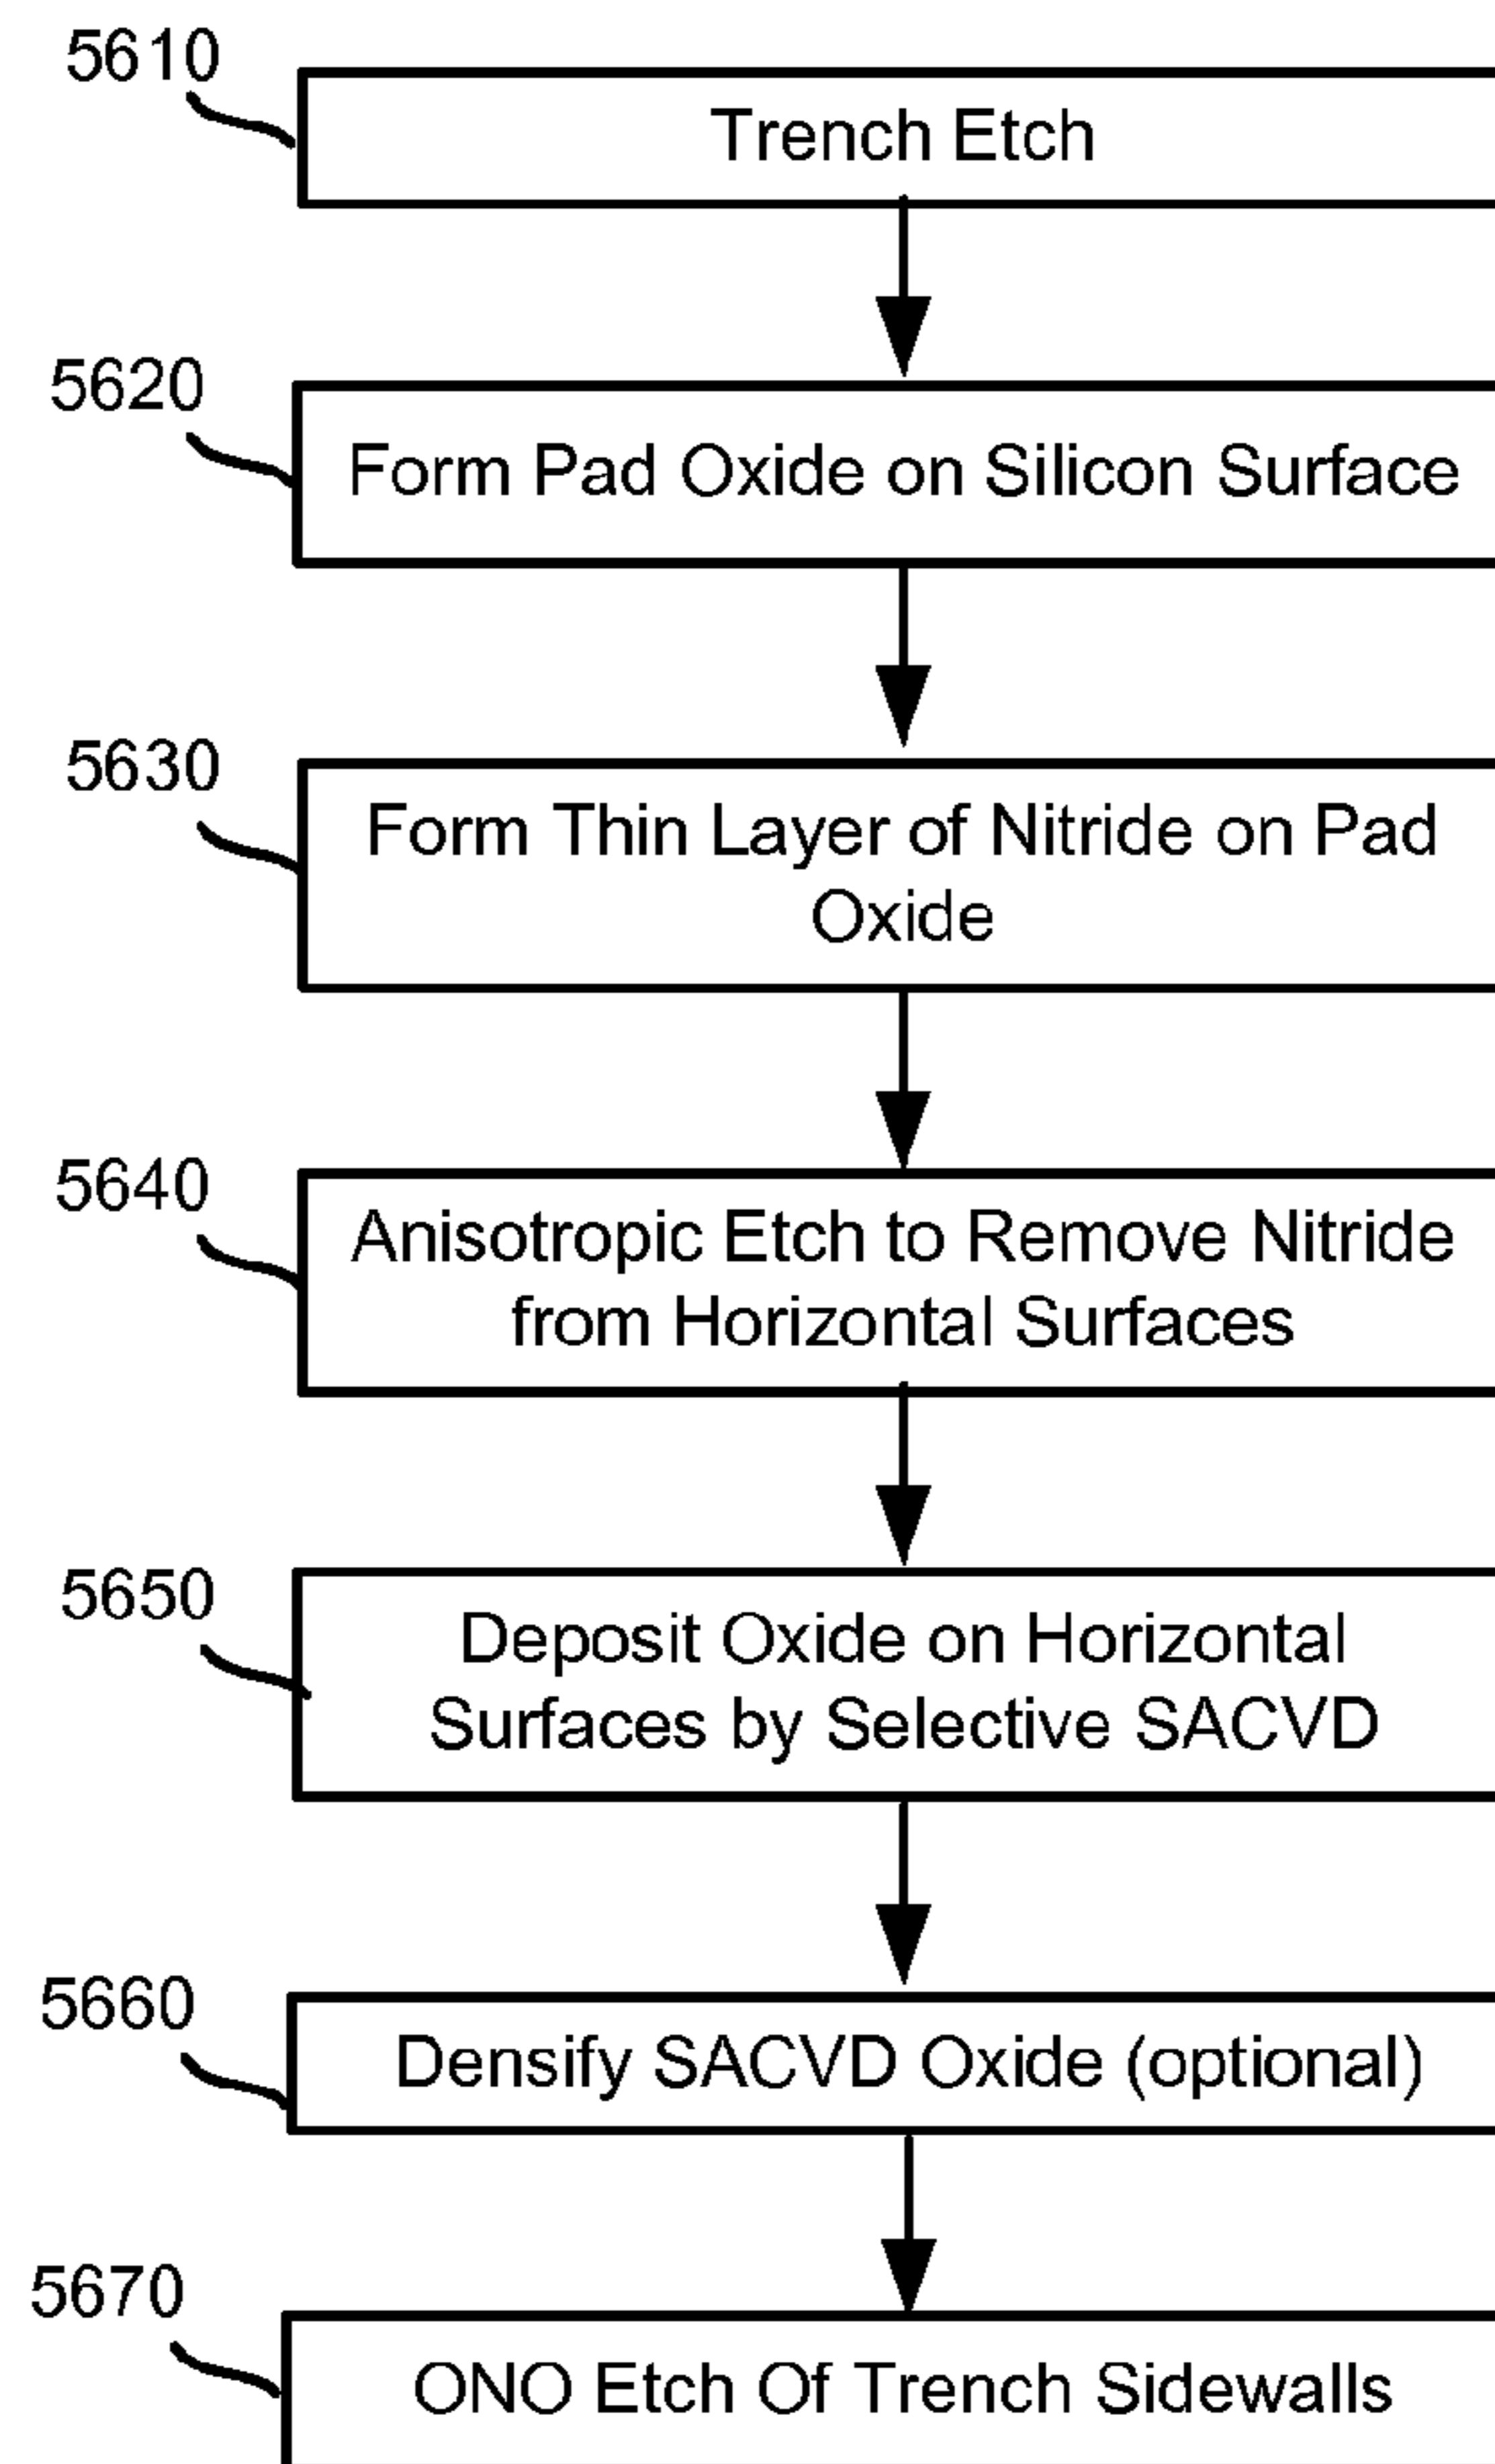 5610
Trench Etch
5620
Form Pad Oxide on Silicon Surface
5630
Form Thin Layer of Nitride on Pad
Oxide
5640
Anisotropic Etch to Remove Nitride
from Horizontal Surfaces
5650
Deposit Oxide on Horizontal
Surfaces by Selective SACVD
5660
Densify SACVD Oxide (optional)
5670
ONO Etch Of Trench Sidewalls